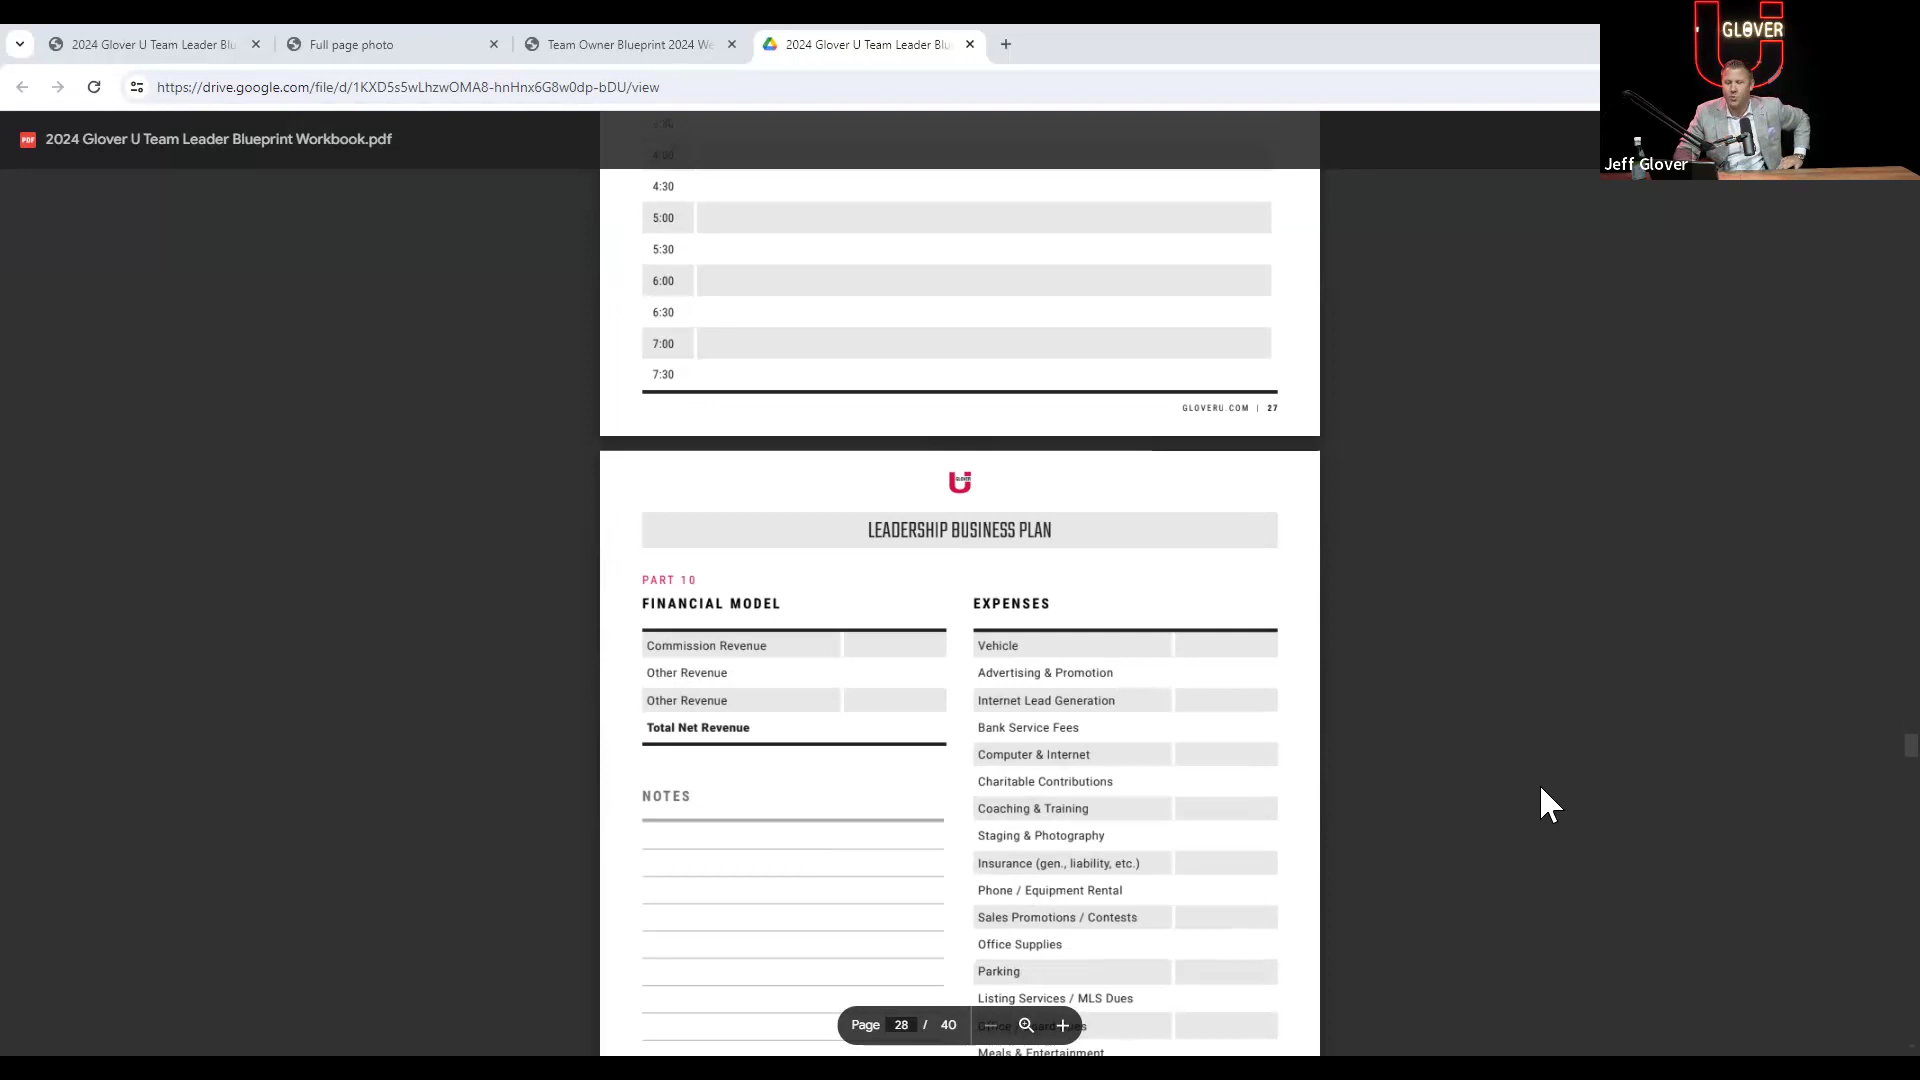 2024 Glover U Team Leader Blu
Full page photo
Team Owner Blueprint 2024 We
2024 Glover U Team Leader Blu
https://drive.google.com/file/d/1KXD5s5wLhzwOMA8-hnHnx6G8w0dp-bDU/view
GLOVER
Jeff Glover
PDF
2024 Glover U Team Leader Blueprint Workbook.pdf
4:00
4:30
5:00
5:30
6:00
6:30
7:00
7:30
GLOVERU.COM | 27
GLOVER
LEADERSHIP BUSINESS PLAN
PART 10
FINANCIAL MODEL
Commission Revenue
Other Revenue
Other Revenue
Total Net Revenue
NOTES
EXPENSES
Vehicle
Advertising & Promotion
Internet Lead Generation
Bank Service Fees
Computer & Internet
Charitable Contributions
Coaching & Training
Staging & Photography
Insurance (gen., liability, etc.)
Phone / Equipment Rental
Sales Promotions / Contests
Office Supplies
Parking
Listing Services / MLS Dues
Meals & Entertainment
Page 28 / 40